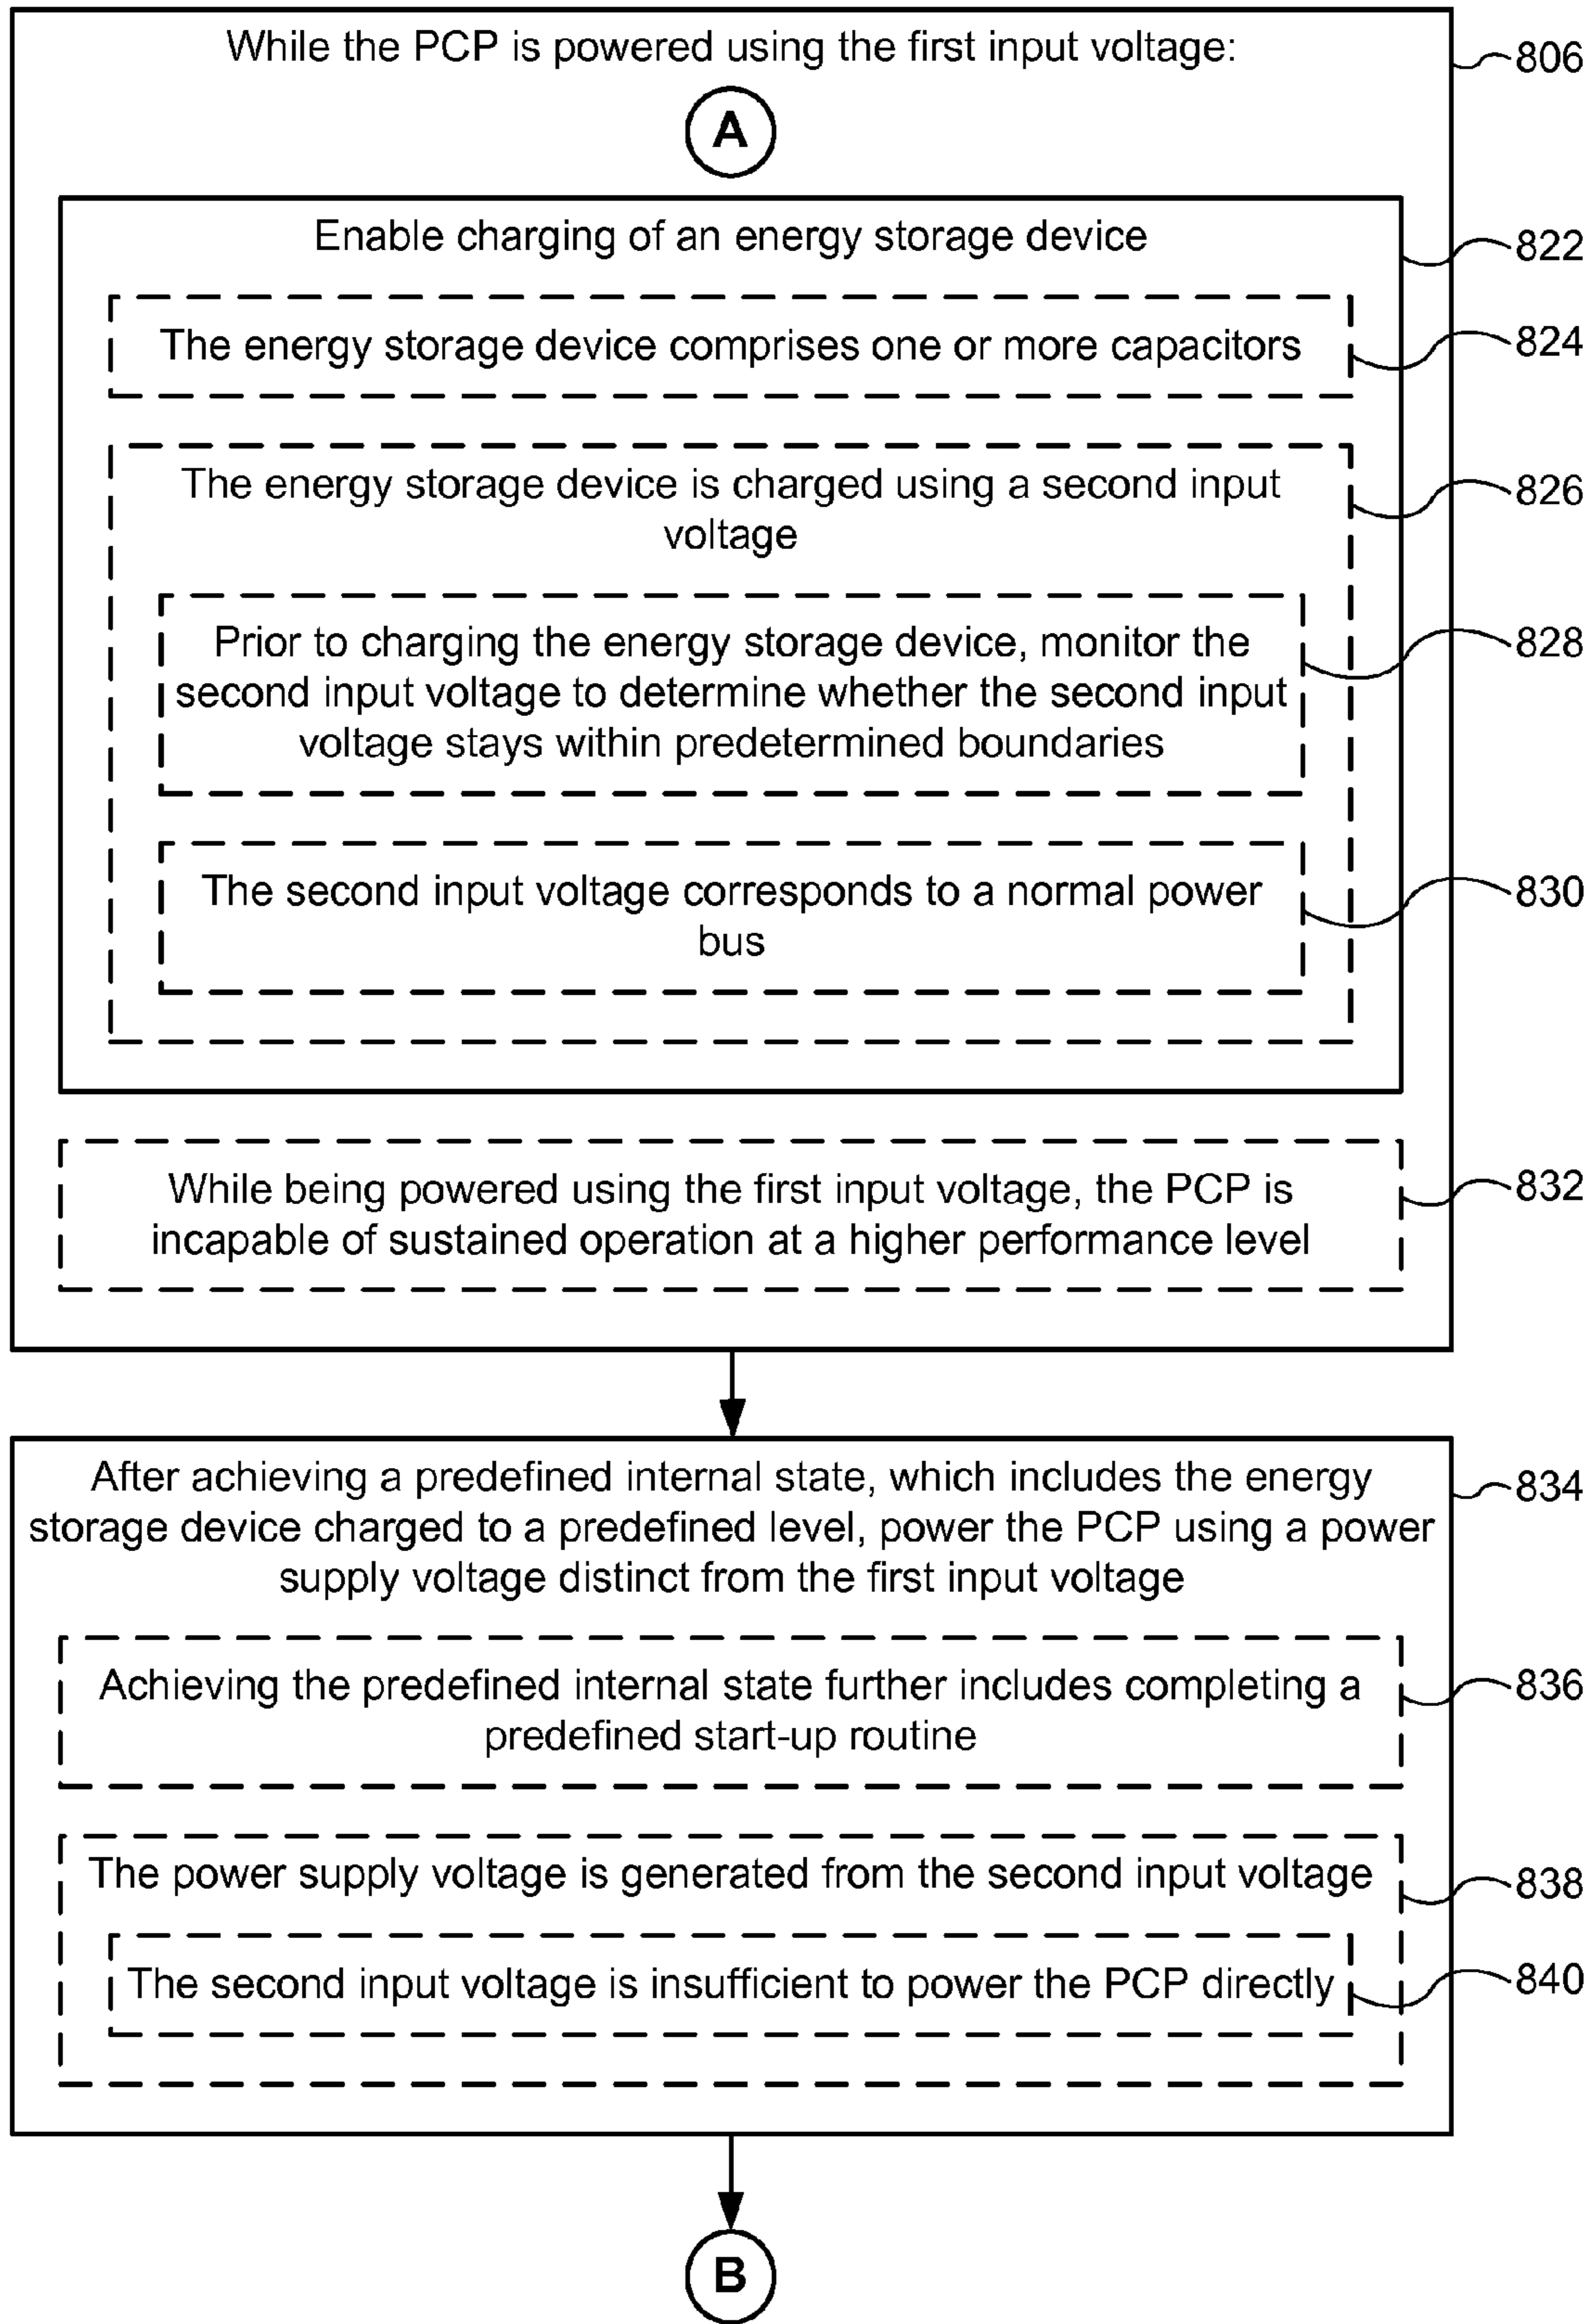 While the PCP is powered using the first input voltage:
806
A
Enable charging of an energy storage device
822
The energy storage device comprises one or more capacitors
824
The energy storage device is charged using a second input
voltage
826
Prior to charging the energy storage device, monitor the
second input voltage to determine whether the second input
voltage stays within predetermined boundaries
828
The second input voltage corresponds to a normal power
bus
830
While being powered using the first input voltage, the PCP is
incapable of sustained operation at a higher performance level
832
After achieving a predefined internal state, which includes the energy
storage device charged to a predefined level, power the PCP using a power
supply voltage distinct from the first input voltage
834
Achieving the predefined internal state further includes completing a
predefined start-up routine
836
The power supply voltage is generated from the second input voltage
838
The second input voltage is insufficient to power the PCP directly
840
B